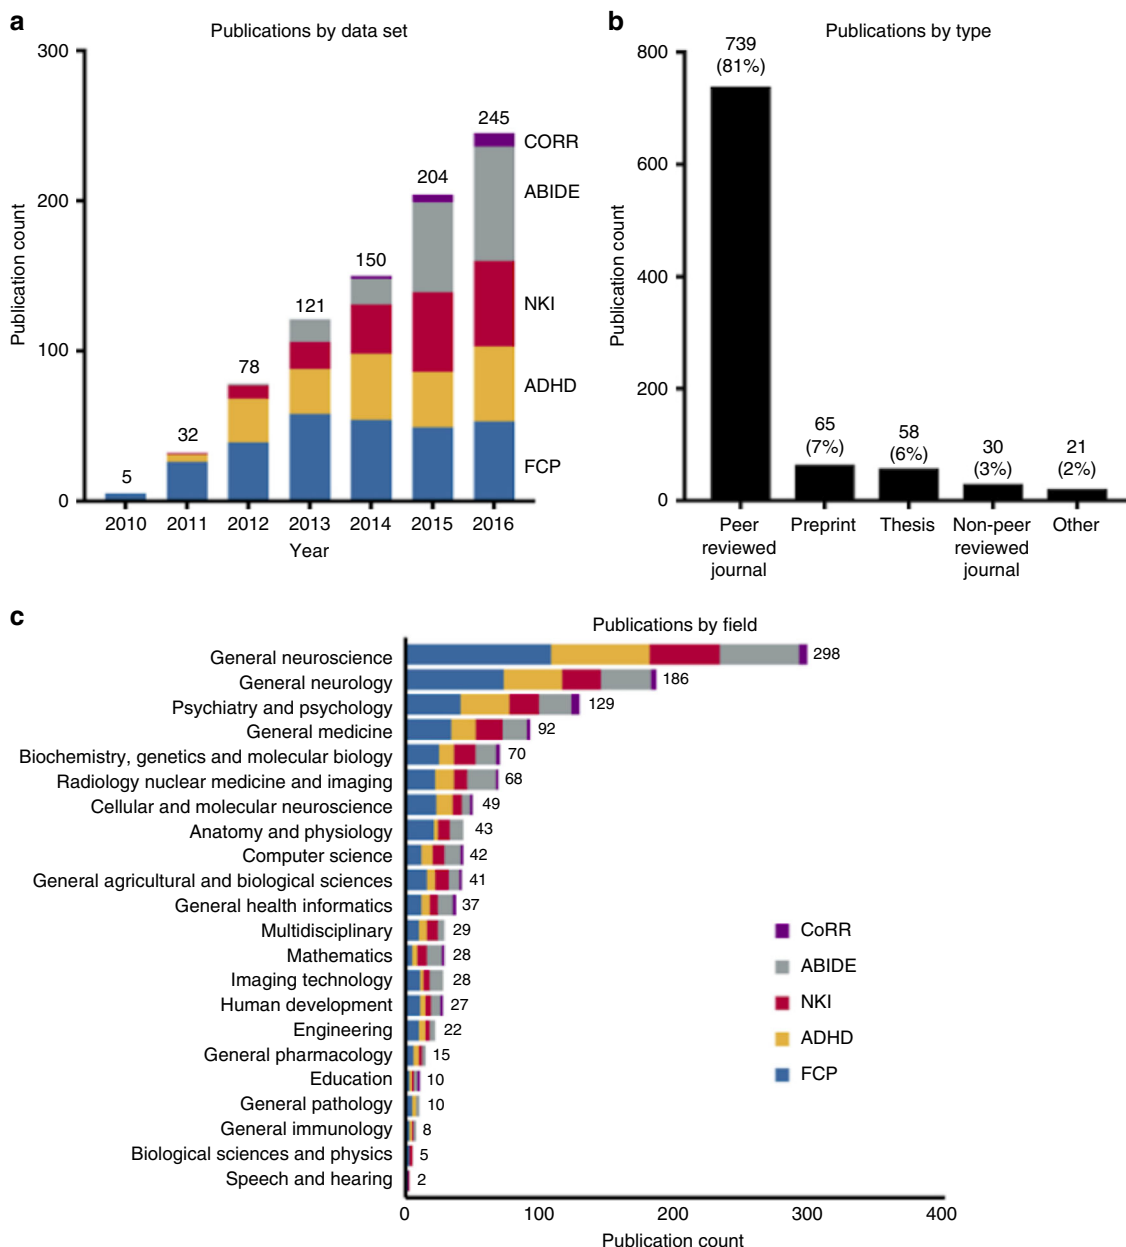 a
Publications by data set
300
200
100
0
Publication count
5
32
78
121
150
204
245
CORR
ABIDE
NKI
ADHD
FCP
2010 2011 2012 2013 2014 2015 2016
Year
b
Publications by type
800
600
400
200
0
Publication count
739
(81%)
65
(7%)
58
(6%)
30
(3%)
21
(2%)
Peer
reviewed
journal
Preprint
Thesis
Non-peer
reviewed
journal
Other
c
Publications by field
General neuroscience 298
General neurology 186
Psychiatry and psychology 129
General medicine 92
Biochemistry, genetics and molecular biology 70
Radiology nuclear medicine and imaging 68
Cellular and molecular neuroscience 49
Anatomy and physiology 43
Computer science 42
General agricultural and biological sciences 41
General health informatics 37
Multidisciplinary 29
Mathematics 28
Imaging technology 28
Human development 27
Engineering 22
General pharmacology 15
Education 10
General pathology 10
General immunology 8
Biological sciences and physics 5
Speech and hearing 2
CoRR
ABIDE
NKI
ADHD
FCP
0 100 200 300 400
Publication count